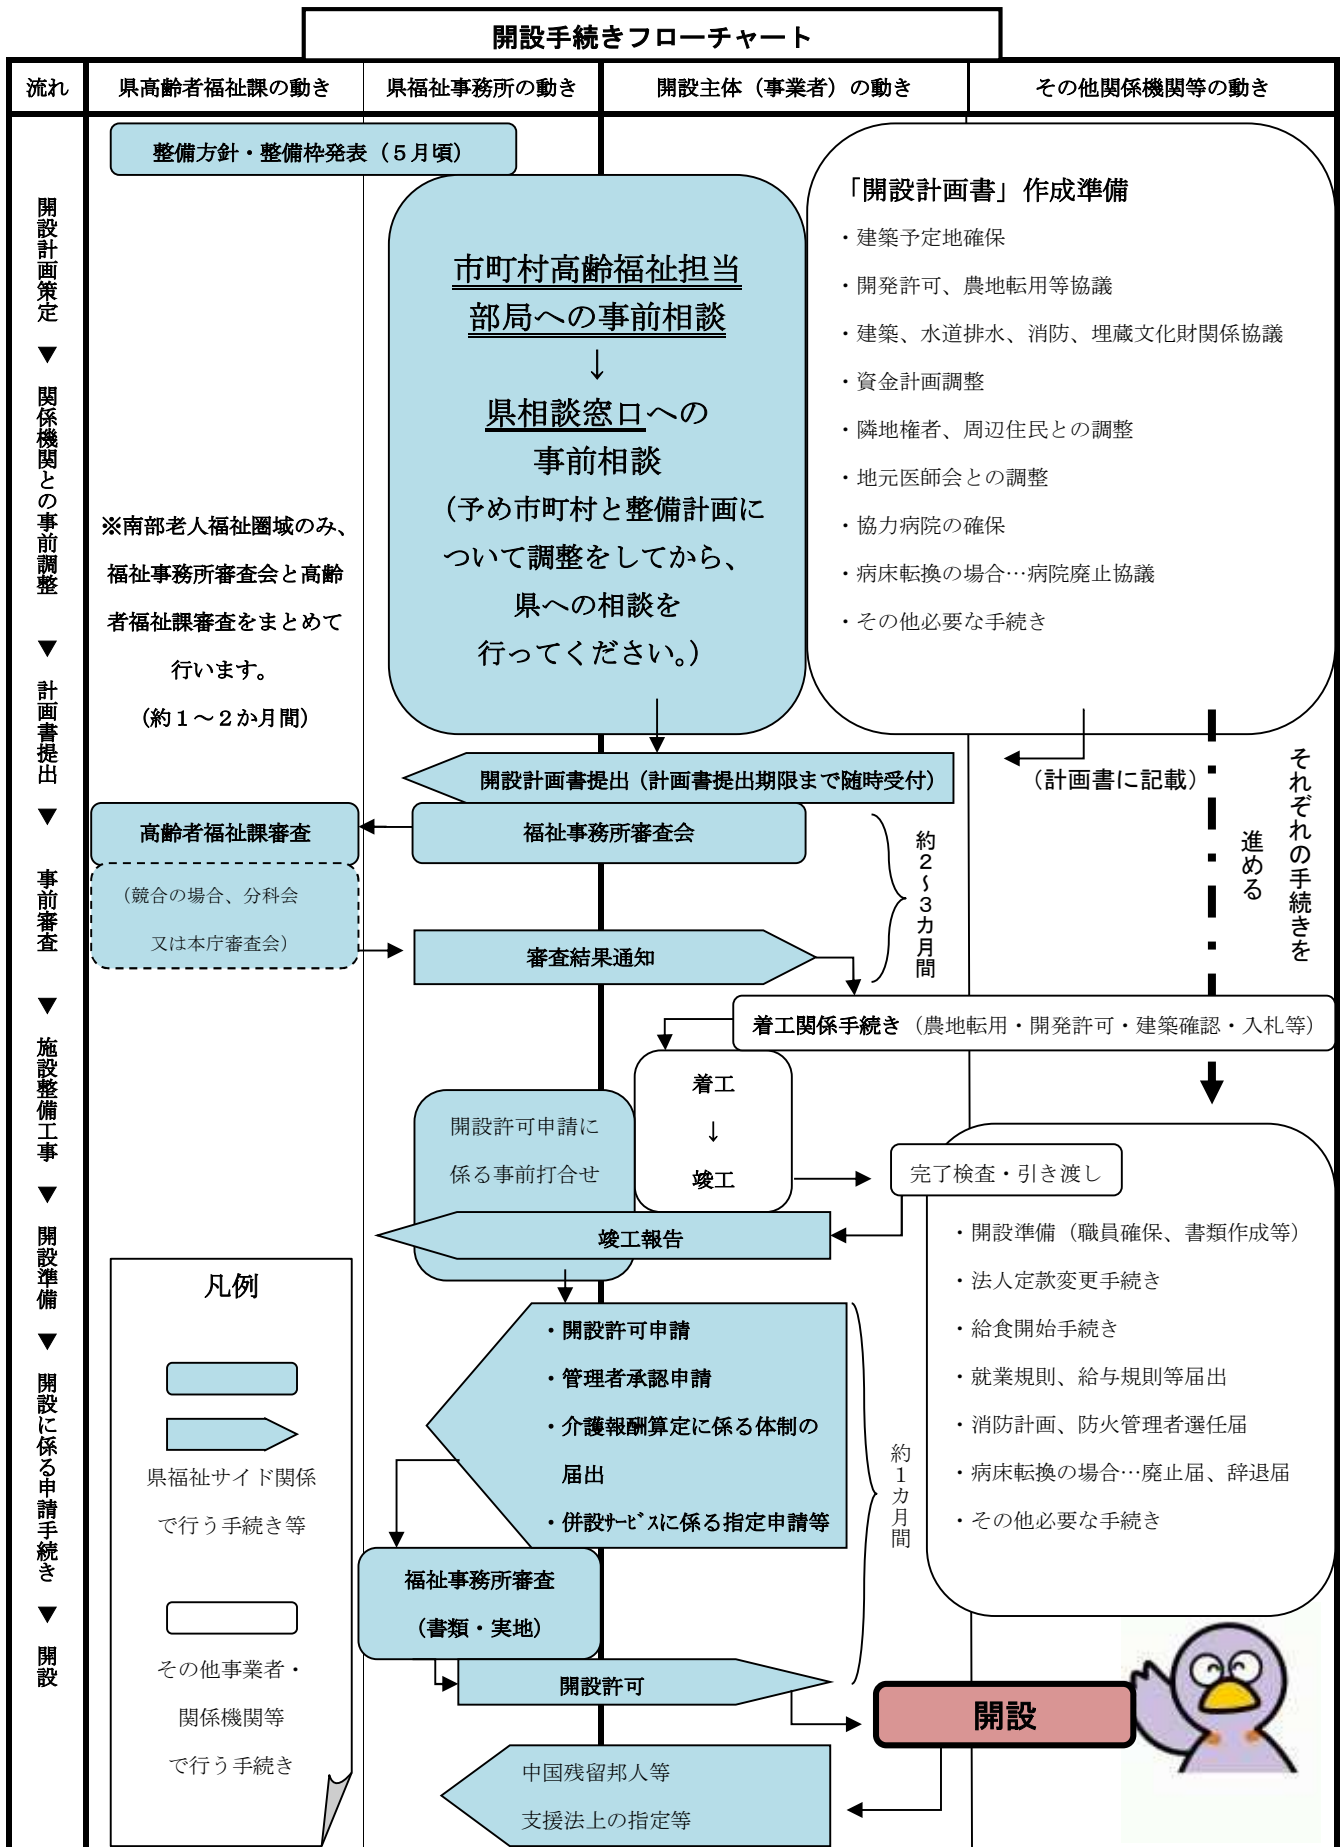 開設手続きフローチャート
流れ
県高齢者福祉課の動き
県福祉事務所の動き
開設主体（事業者）の動き
その他関係機関等の動き
開設計画策定
▼
関係機関との事前調整
▼
計画書提出
▼
事前審査
▼
施設整備工事
▼
開設準備
▼
開設に係る申請手続き
▼
開設
整備方針・整備枠発表（５月頃）
市町村高齢福祉担当
部局への事前相談
↓
県相談窓口への
事前相談
（予め市町村と整備計画に
ついて調整をしてから、
県への相談を
行ってください。）
「開設計画書」作成準備
・建築予定地確保
・開発許可、農地転用等協議
・建築、水道排水、消防、埋蔵文化財関係協議
・資金計画調整
・隣地権者、周辺住民との調整
・地元医師会との調整
・協力病院の確保
・病床転換の場合…病院廃止協議
・その他必要な手続き
※南部老人福祉圏域のみ、
福祉事務所審査会と高齢
者福祉課審査をまとめて
行います。
（約１～２か月間）
開設計画書提出（計画書提出期限まで随時受付）
（計画書に記載）
それぞれの手続きを
進める
高齢者福祉課審査
福祉事務所審査会
約２～３カ月間
（競合の場合、分科会
又は本庁審査会）
審査結果通知
着工関係手続き（農地転用・開発許可・建築確認・入札等）
着工
↓
竣工
開設許可申請に
係る事前打合せ
完了検査・引き渡し
竣工報告
・開設準備（職員確保、書類作成等）
・法人定款変更手続き
・給食開始手続き
・就業規則、給与規則等届出
・消防計画、防火管理者選任届
・病床転換の場合…廃止届、辞退届
・その他必要な手続き
・開設許可申請
・管理者承認申請
・介護報酬算定に係る体制の
届出
・併設ｻｰﾋﾞｽに係る指定申請等
約１カ月間
福祉事務所審査
（書類・実地）
開設許可
開設
中国残留邦人等
支援法上の指定等
凡例
県福祉サイド関係
で行う手続き等
その他事業者・
関係機関等
で行う手続き